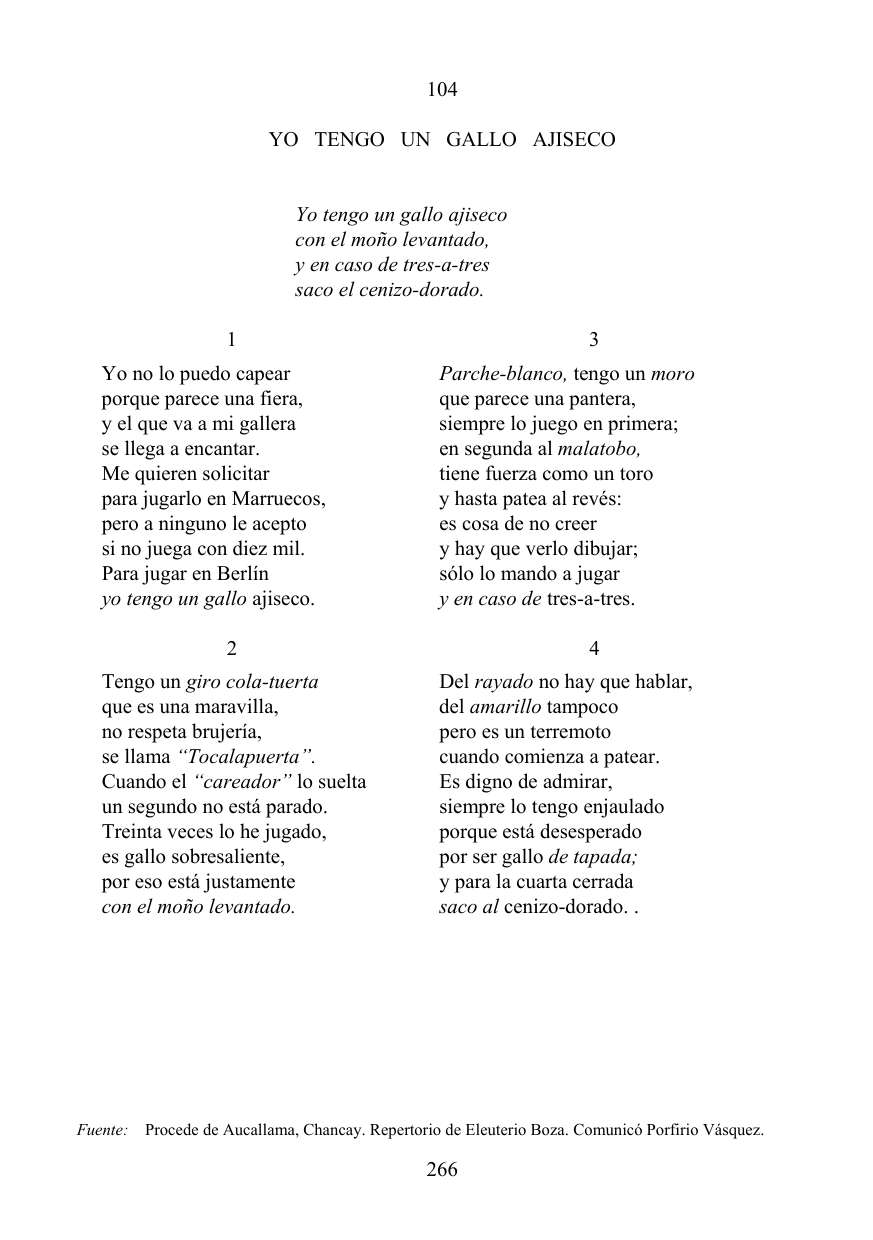 104
YO TENGO UN GALLO AJISECO
Yo tengo un gallo ajiseco
con el moño levantado,
y en caso de tres-a-tres
saco el cenizo-dorado.
1
Yo no lo puedo capear
porque parece una fiera,
y el que va a mi gallera
se llega a encantar.
Me quieren solicitar
para jugarlo en Marruecos,
pero a ninguno le acepto
si no juega con diez mil.
Para jugar en Berlín
yo tengo un gallo ajiseco.
2
Tengo un giro cola-tuerta
que es una maravilla,
no respeta brujería,
se llama “Tocalapuerta”.
Cuando el “careador” lo suelta
un segundo no está parado.
Treinta veces lo he jugado,
es gallo sobresaliente,
por eso está justamente
con el moño levantado.
3
Parche-blanco, tengo un moro
que parece una pantera,
siempre lo juego en primera;
en segunda al malatobo,
tiene fuerza como un toro
y hasta patea al revés:
es cosa de no creer
y hay que verlo dibujar;
sólo lo mando a jugar
y en caso de tres-a-tres.
4
Del rayado no hay que hablar,
del amarillo tampoco
pero es un terremoto
cuando comienza a patear.
Es digno de admirar,
siempre lo tengo enjaulado
porque está desesperado
por ser gallo de tapada;
y para la cuarta cerrada
saco al cenizo-dorado. .
Fuente: Procede de Aucallama, Chancay. Repertorio de Eleuterio Boza. Comunicó Porfirio Vásquez.
266